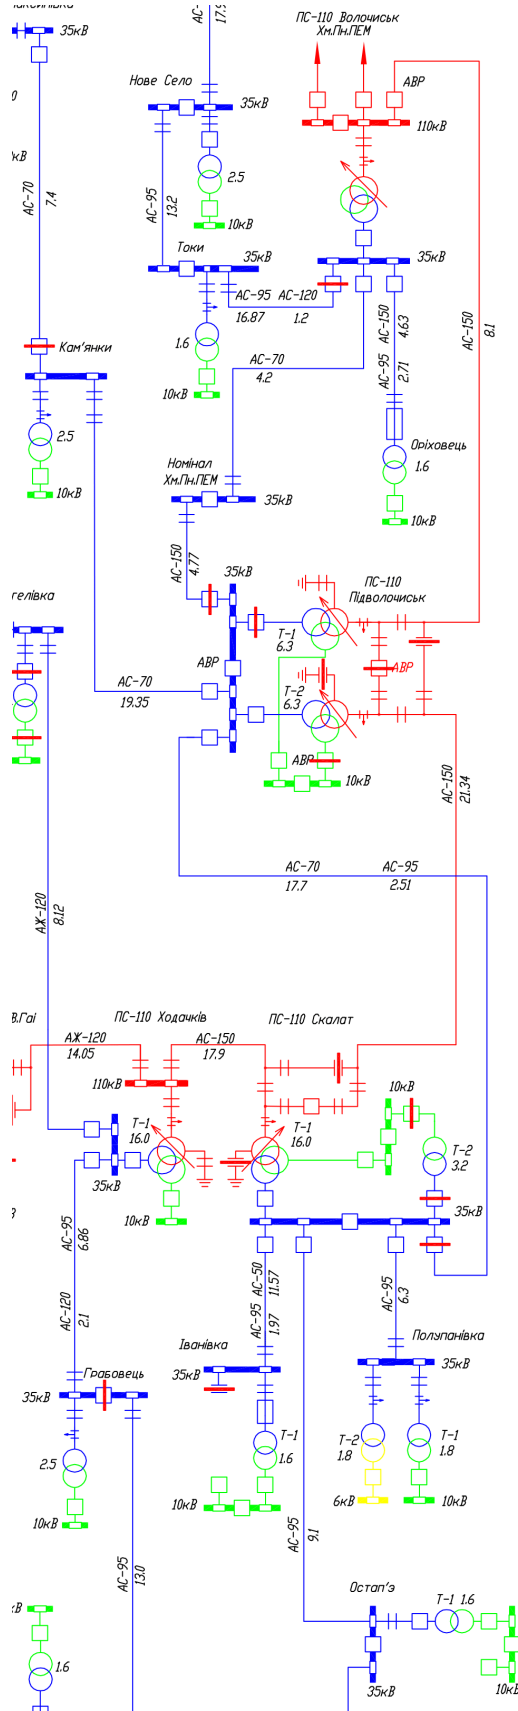 35кВ
АС-
17.9
ПС-110 Волочиськ
Хм.Пн.ПЕМ
Нове Село
35кВ
АВР
110кВ
кВ
АС-70
7.4
АС-95
13.2
2.5
10кВ
Токи
35кВ
35кВ
АС-95
АС-120
16.87
1.2
АС-150
4.63
АС-150
8.1
Кам'янки
1.6
АС-70
4.2
АС-95
2.71
10кВ
2.5
10кВ
Номінал
Хм.Пн.ПЕМ
35кВ
Оріховець
1.6
10кВ
АС-150
4.77
35кВ
ПС-110
Підволочиськ
гелівка
Т-1
6.3
АВР
АВР
АС-70
19.35
Т-2
6.3
АВР
10кВ
АС-150
21.34
АС-70
17.7
АС-95
2.51
АЖ-120
8.12
В.Гаї
ПС-110 Ходачків
ПС-110 Скалат
АЖ-120
14.05
АС-150
17.9
110кВ
10кВ
Т-1
16.0
Т-1
16.0
Т-2
3.2
35кВ
10кВ
35кВ
АС-95
6.86
АС-50
11.57
АС-95
6.3
АС-120
2.1
АС-95
1.97
Іванівка
35кВ
Полупанівка
35кВ
Грабовець
35кВ
Т-1
1.6
Т-2
1.8
Т-1
1.8
2.5
10кВ
10кВ
6кВ
10кВ
АС-95
9.1
АС-95
13.0
Остап'э
Т-1 1.6
кВ
1.6
35кВ
10кВ